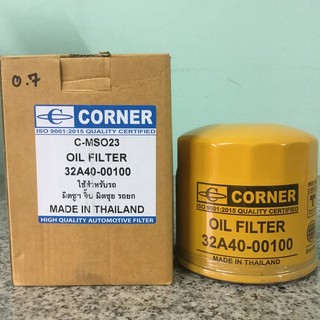 0.7
CORNER
ISO 9001:2015 QUALITY CERTIFIED
C-MSO23
OIL FILTER
32A40-00100
ใช้สำหรับรถ
มิตซูฯ จีน มิตซุย รถยก
MADE IN THAILAND
HIGH QUALITY AUTOMOTIVE FILTER
CORNER
ISO 9001:2015 QUALITY CERTIFIED
OIL FILTER
32A40-00100
MADE IN THAILAND